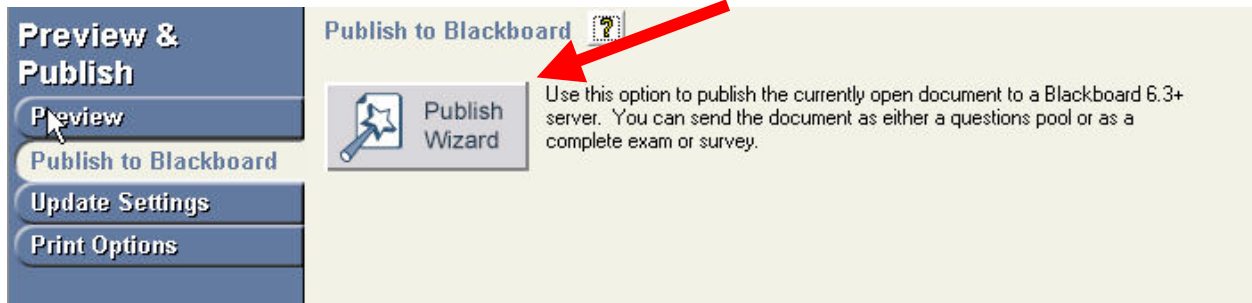 Preview &
Publish
Preview
Publish to Blackboard
Update Settings
Print Options
Publish to Blackboard ?
Publish
Wizard
Use this option to publish the currently open document to a Blackboard 6.3+
server. You can send the document as either a questions pool or as a
complete exam or survey.